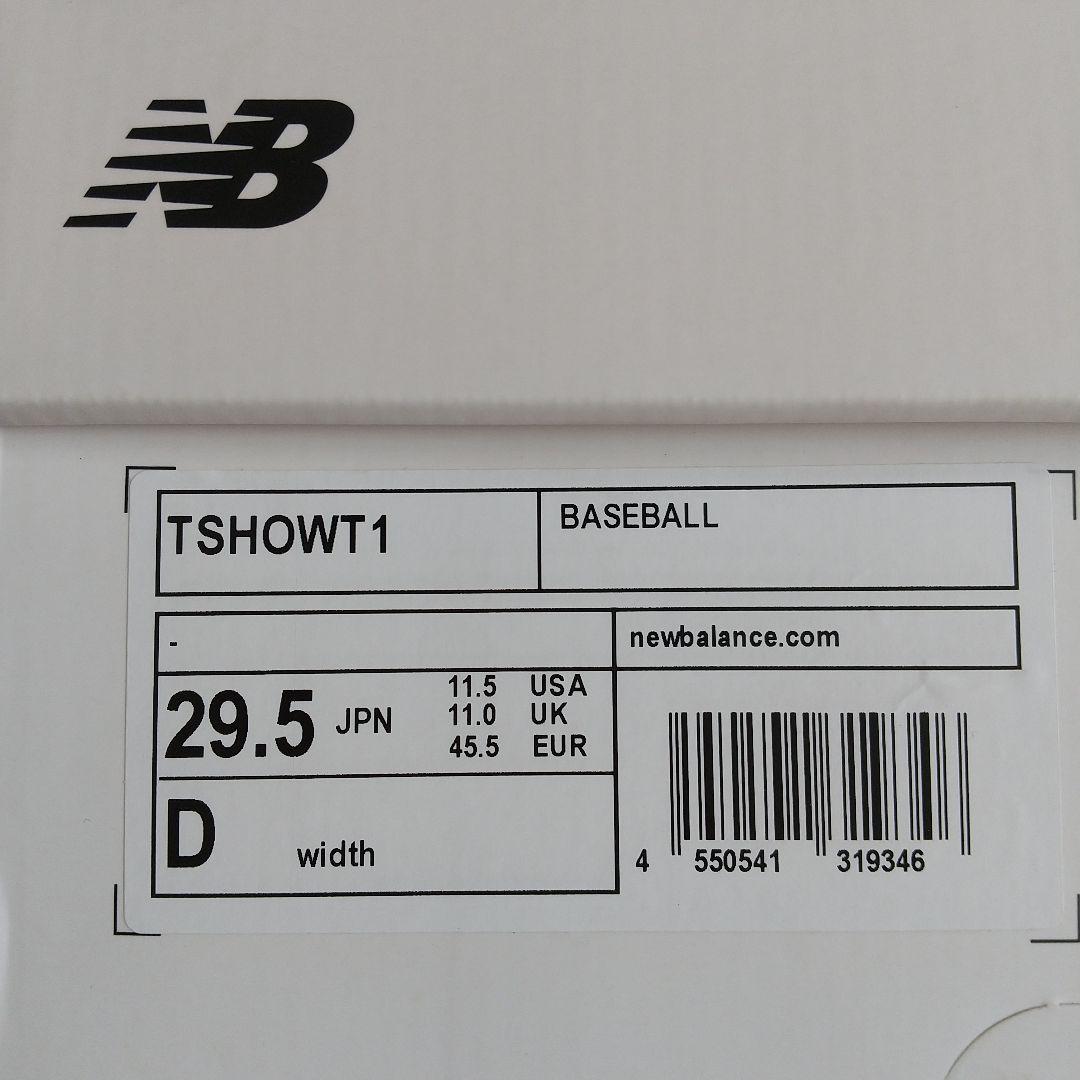 NB
TSHOWT1
BASEBALL
-
newbalance.com
29.5 JPN
11.5 USA
11.0 UK
45.5 EUR
D width
4 550541 319346